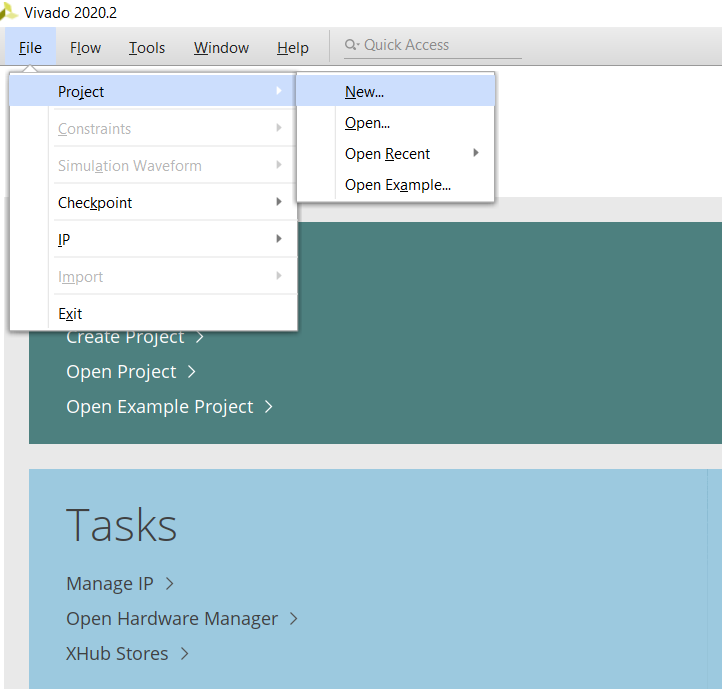 Vivado 2020.2
File Flow Tools Window Help Quick Access
Project
Constraints
Simulation Waveform
Checkpoint
IP
Import
Exit
New...
Open...
Open Recent
Open Example...
Create Project
Open Project
Open Example Project
Tasks
Manage IP
Open Hardware Manager
XHub Stores